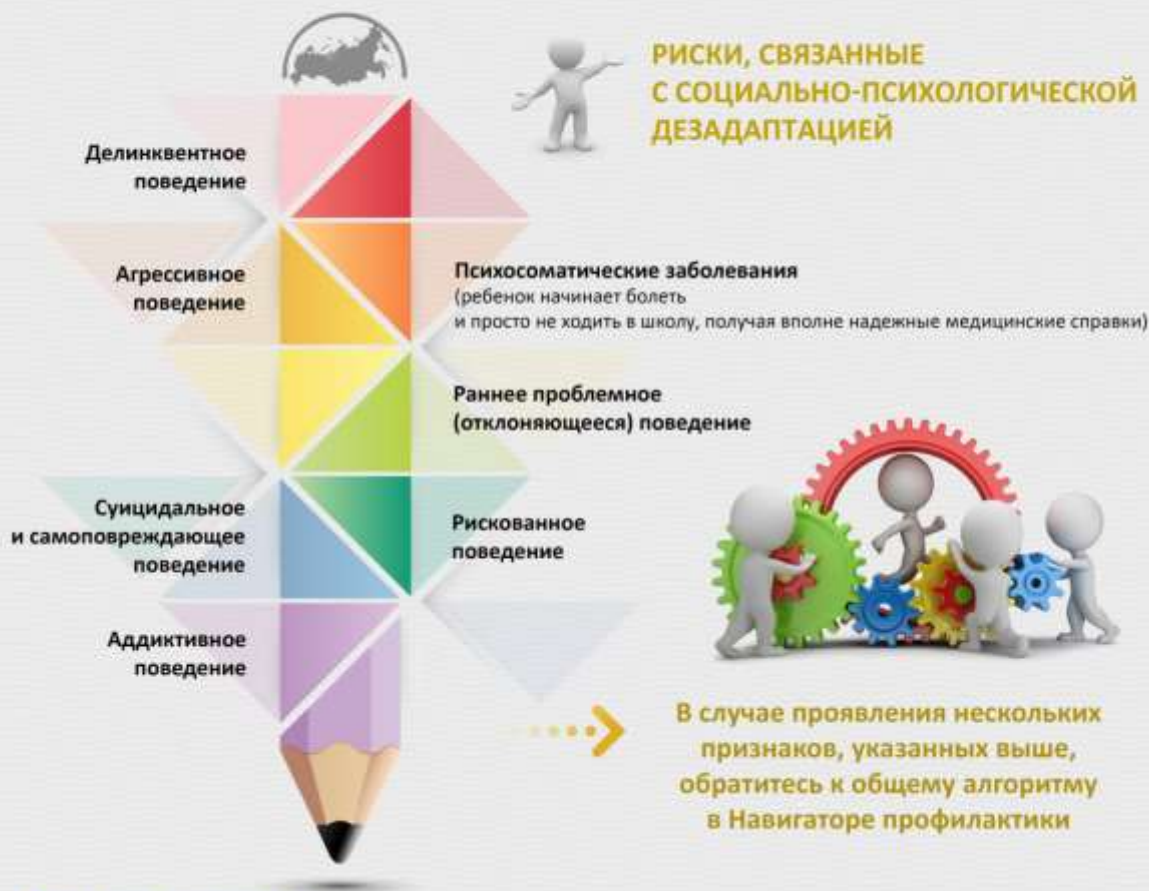 РИСКИ, СВЯЗАННЫЕ
С СОЦИАЛЬНО-ПСИХОЛОГИЧЕСКОЙ
ДЕЗАДАПТАЦИЕЙ
Делинквентное
поведение
Агрессивное
поведение
Психосоматические заболевания
(ребенок начинает болеть
и просто не ходить в школу, получая вполне надежные медицинские справки)
Раннее проблемное
(отклоняющееся) поведение
Суицидальное
и самоповреждающее
поведение
Рискованное
поведение
Аддиктивное
поведение
В случае проявления нескольких
признаков, указанных выше,
обратитесь к общему алгоритму
в Навигаторе профилактики